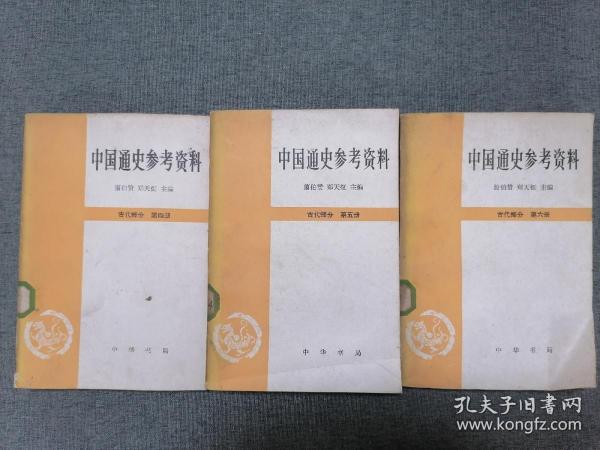 中国通史参考资料
翦伯赞 郑天挺 主编
古代部分 第四册
中华书局
中国通史参考资料
翦伯赞 郑天挺 主编
古代部分 第五册
中华书局
中国通史参考资料
翦伯赞 郑天挺 主编
古代部分 第六册
中华书局
孔夫子旧书网
www.kongfz.com